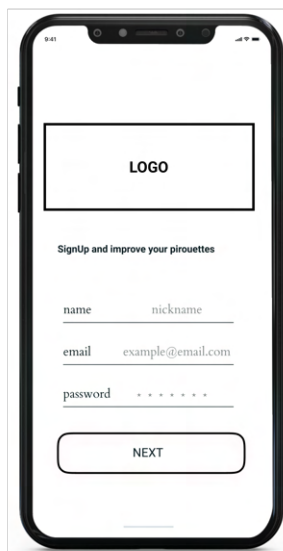 9:41
LOGO
SignUp and improve your pirouettes
name nickname
email example@email.com
password * * * * * * *
NEXT